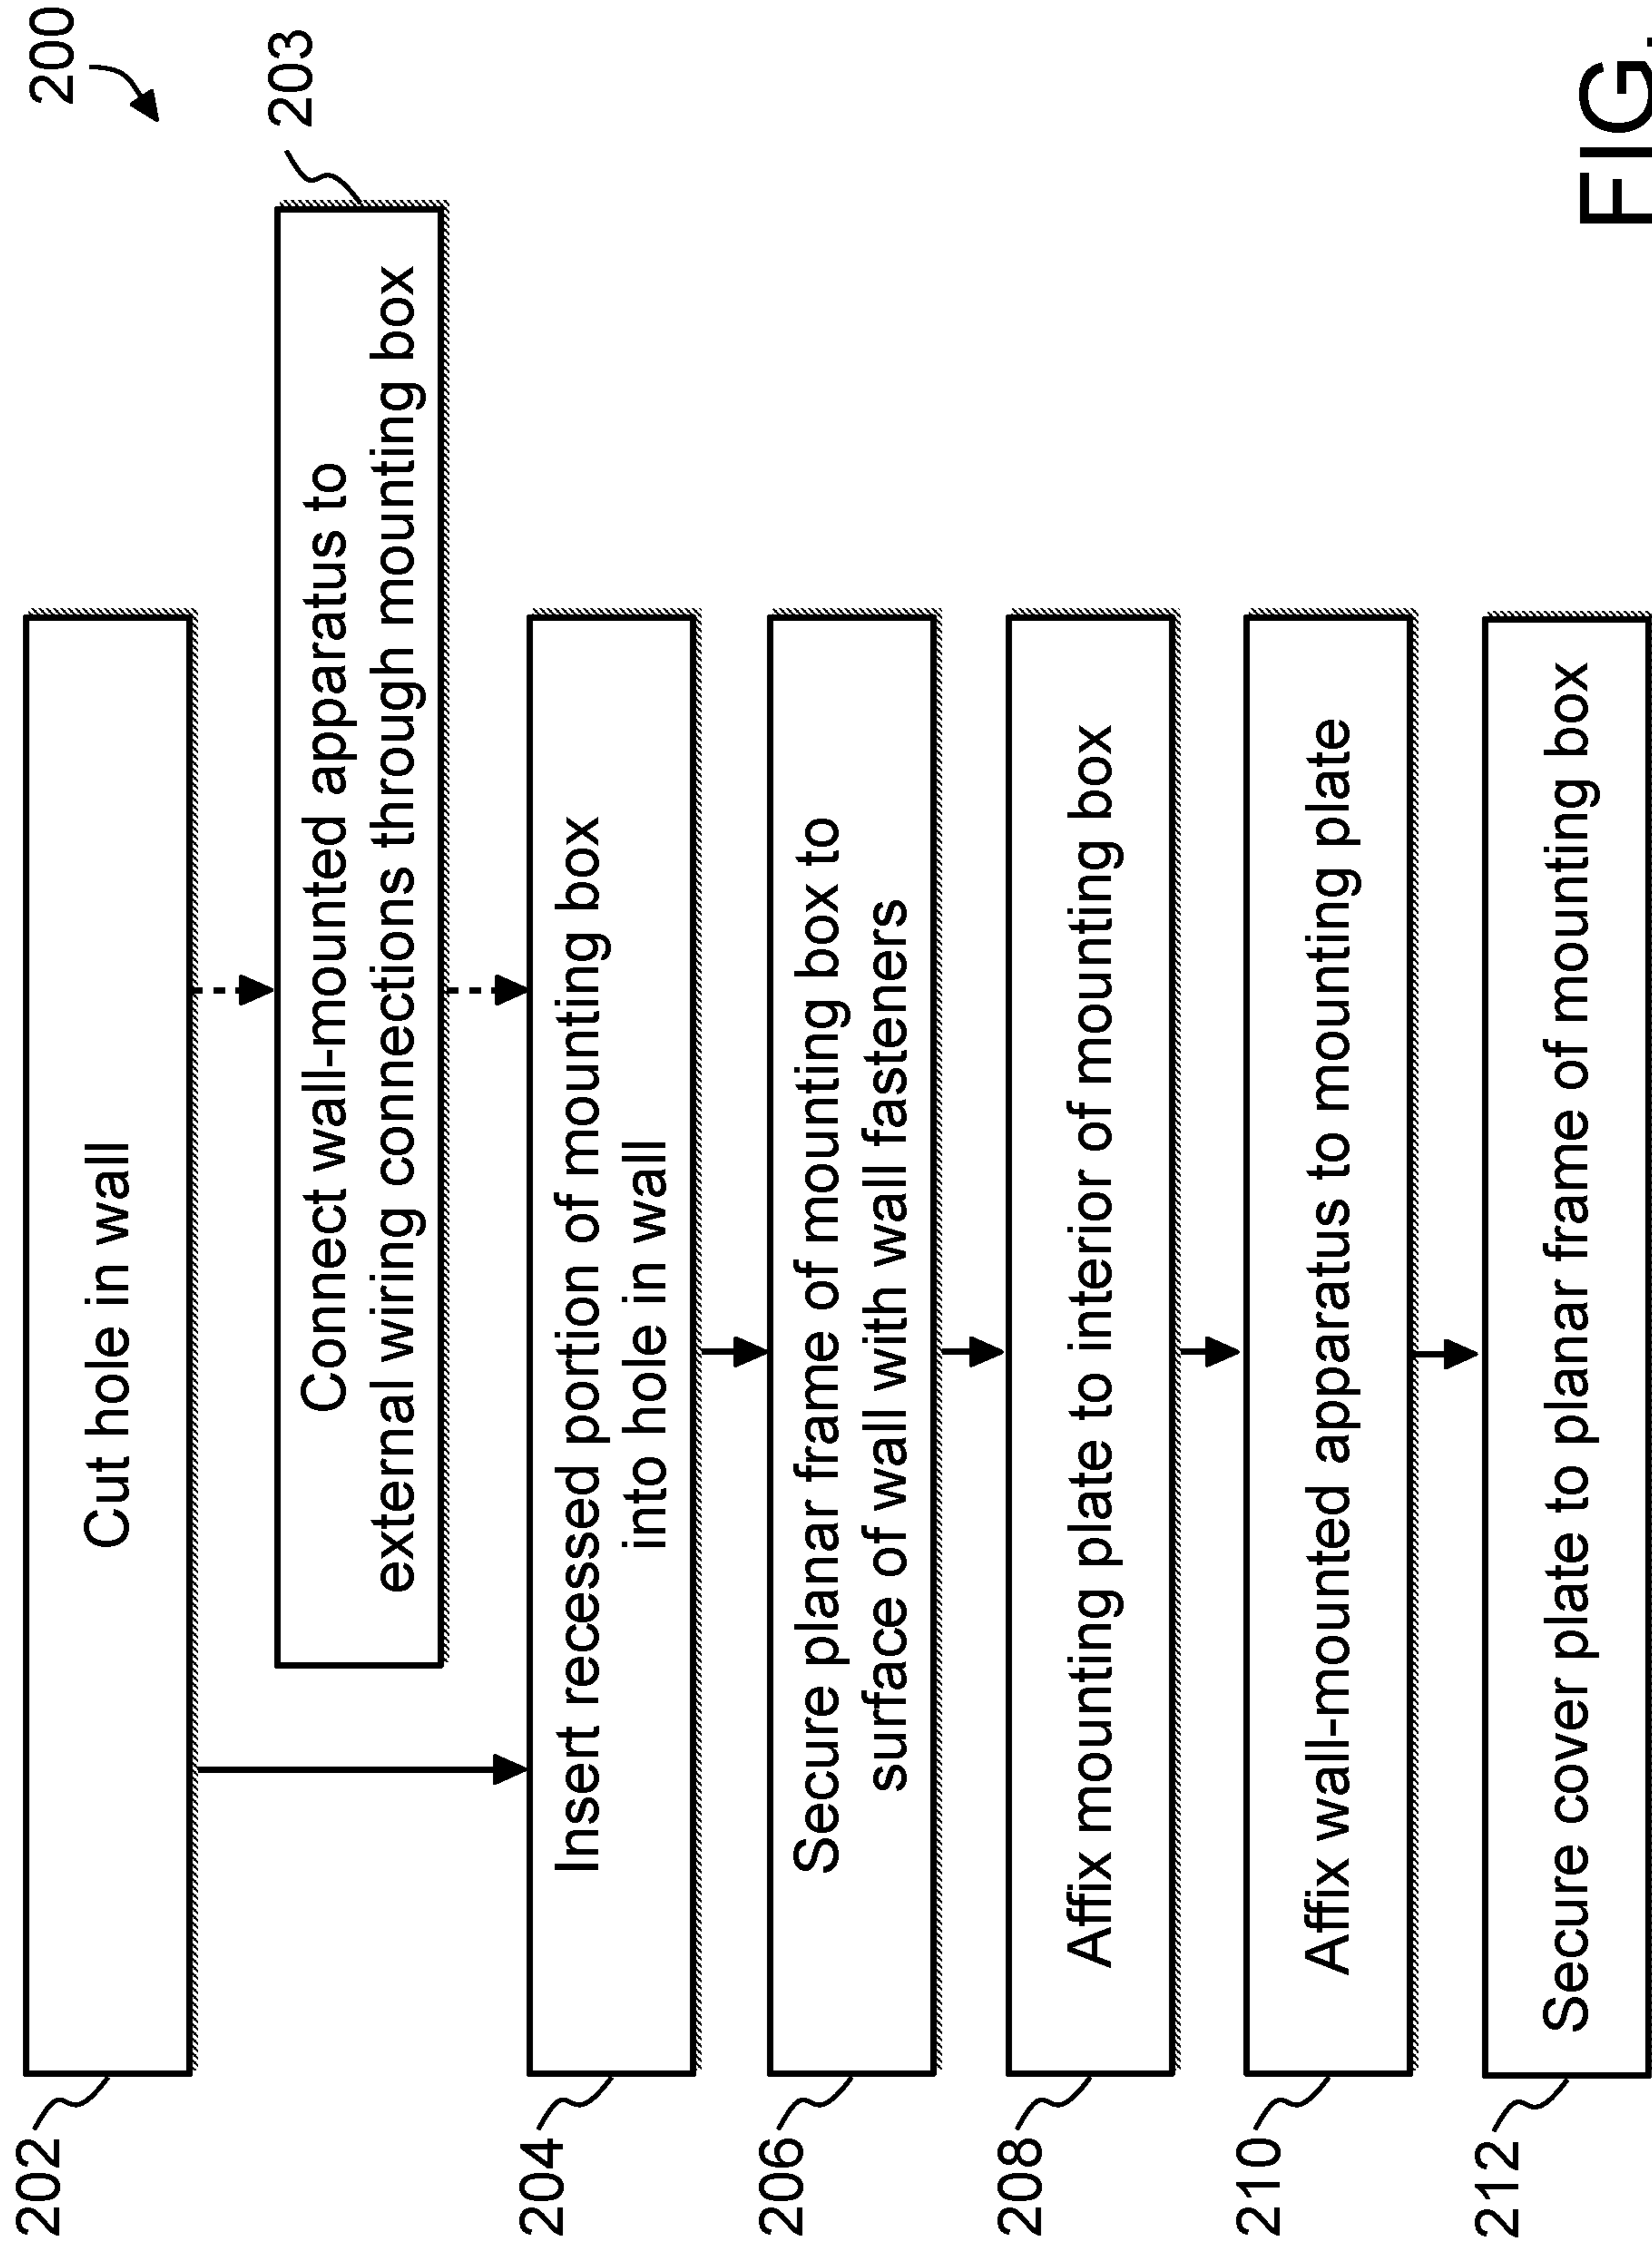 200
202
Cut hole in wall
203
Connect wall-mounted apparatus to
external wiring connections through mounting box
204
Insert recessed portion of mounting box
into hole in wall
206
Secure planar frame of mounting box to
surface of wall with wall fasteners
208
Affix mounting plate to interior of mounting box
210
Affix wall-mounted apparatus to mounting plate
212
Secure cover plate to planar frame of mounting box
FIG.